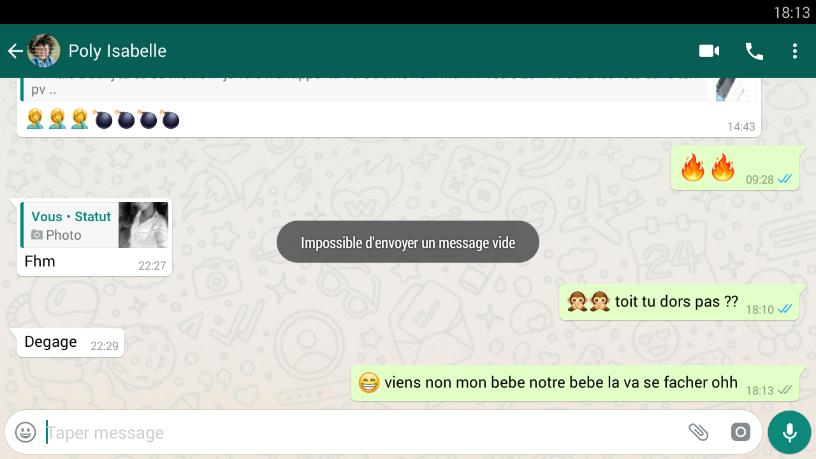 18:13
Poly Isabelle
pv ..
🤦🤦🤦💣💣💣💣
14:43
🔥🔥 09:28
Vous • Statut
Photo
Fhm
22:27
Impossible d'envoyer un message vide
🙊🙊 toit tu dors pas ?? 18:10
Degage 22:29
😁 viens non mon bebe notre bebe la va se facher ohh 18:13
Taper message